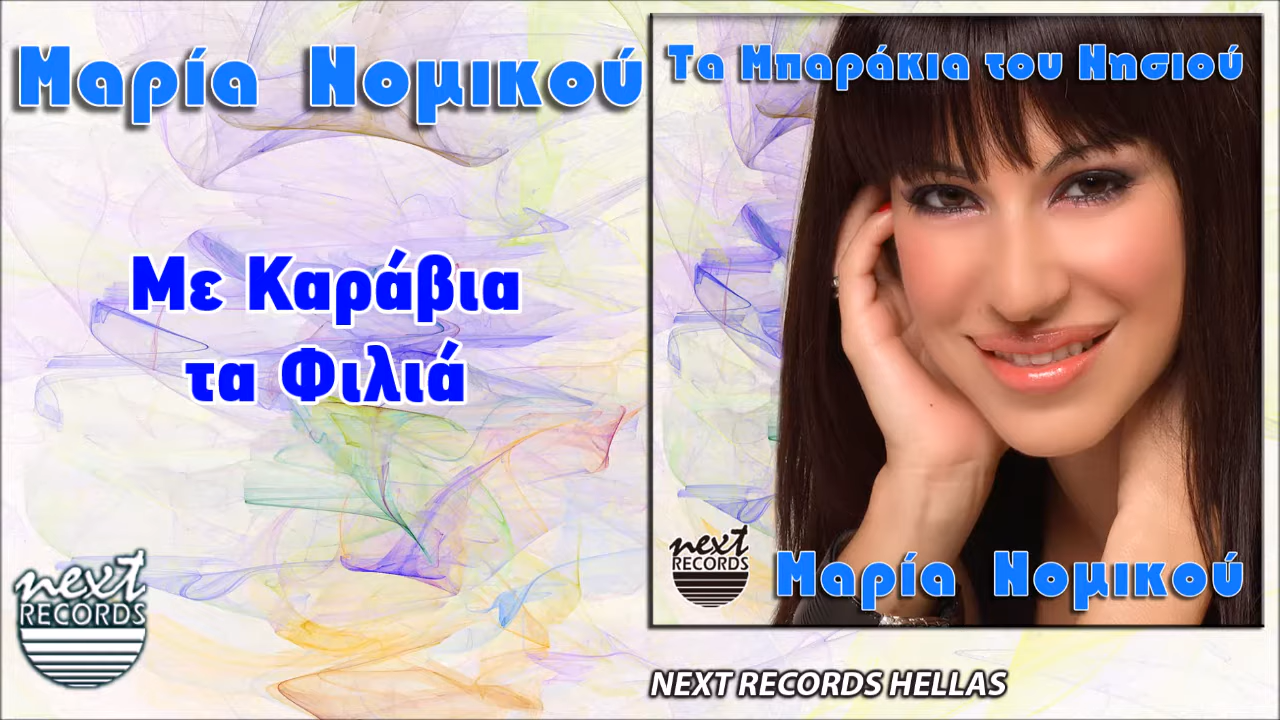 Μαρία Νομικού
Με Καράβια
τα Φιλιά
next
RECORDS
Τα Μπαράκια του Νησιού
next
RECORDS
Μαρία Νομικού
NEXT RECORDS HELLAS